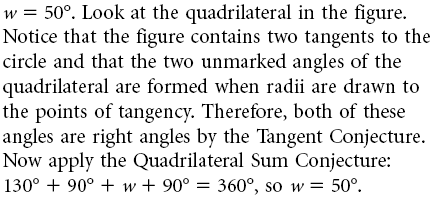 w = 50°. Look at the quadrilateral in the figure.
Notice that the figure contains two tangents to the
circle and that the two unmarked angles of the
quadrilateral are formed when radii are drawn to
the points of tangency. Therefore, both of these
angles are right angles by the Tangent Conjecture.
Now apply the Quadrilateral Sum Conjecture:
130° + 90° + w + 90° = 360°, so w = 50°.